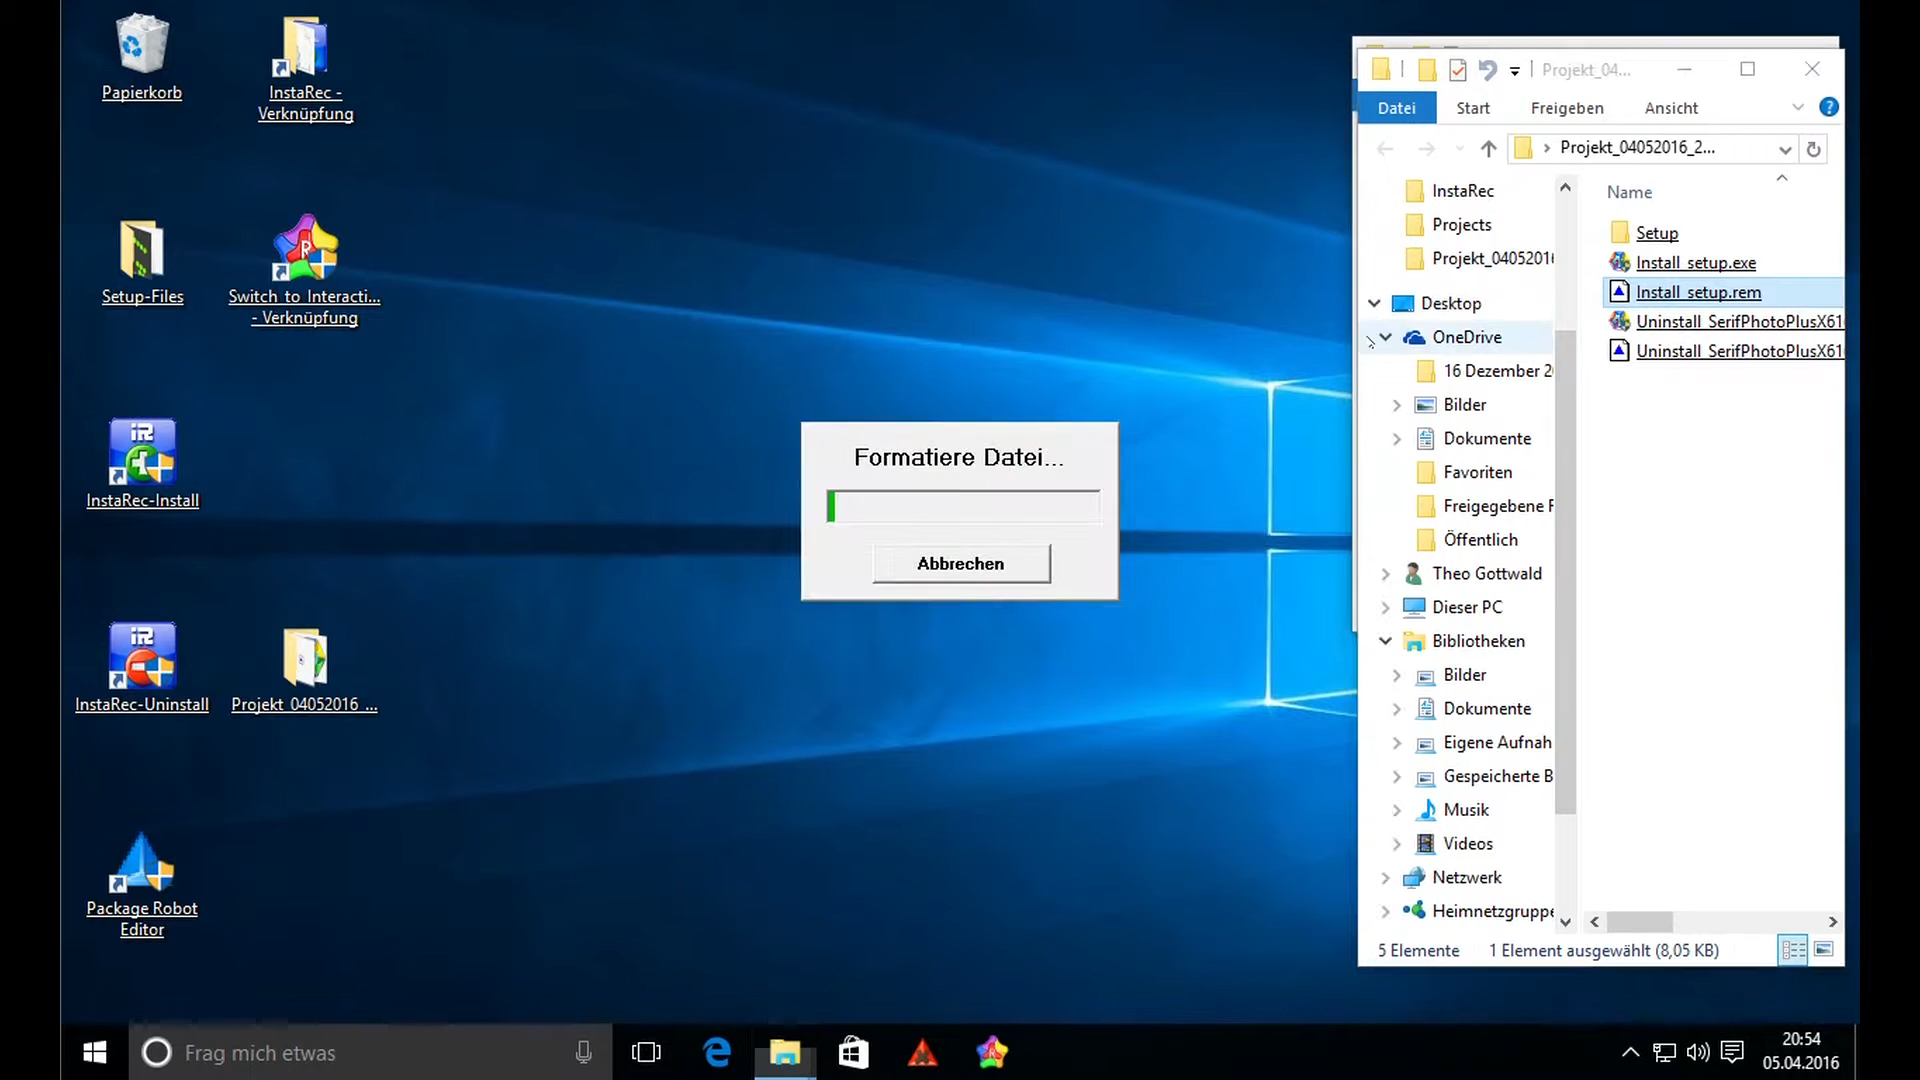 Papierkorb
InstaRec -
Verknüpfung
Setup-Files
Switch to Interacti...
- Verknüpfung
InstaRec-Install
InstaRec-Uninstall
Projekt_04052016_...
Package Robot
Editor
Formatiere Datei...
Abbrechen
Projekt_04...
Datei
Start
Freigeben
Ansicht
Projekt_04052016_2...
InstaRec
Projects
Projekt_0405201
Desktop
OneDrive
16 Dezember 2
Bilder
Dokumente
Favoriten
Freigegebene F
Öffentlich
Theo Gottwald
Dieser PC
Bibliotheken
Bilder
Dokumente
Eigene Aufnah
Gespeicherte B
Musik
Videos
Netzwerk
Heimnetzgruppe
Name
Setup
Install_setup.exe
Install_setup.rem
Uninstall_SerifPhotoPlusX61
Uninstall_SerifPhotoPlusX61
5 Elemente
1 Element ausgewählt (8,05 KB)
Frag mich etwas
20:54
05.04.2016